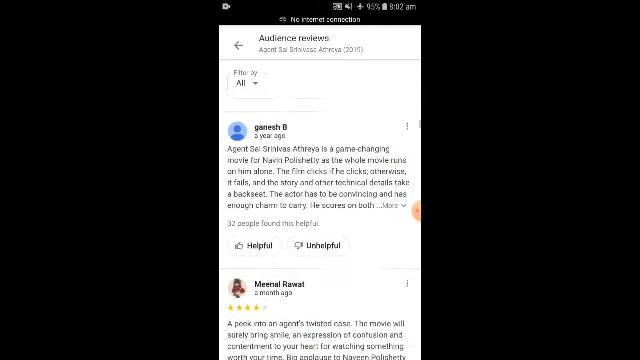 95% 8:02 am
No internet connection
Audience reviews
Agent Sai Srinivasa Athreya (2019)
Filter by
All
ganesh B
a year ago
Agent Sai Srinivas Athreya is a game-changing
movie for Navin Polishetty as the whole movie runs
on him alone. The film clicks if he clicks; otherwise,
it fails, and the story and other technical details take
a backseat. The actor has to be convincing and has
enough charm to carry. He scores on both ...More
32 people found this helpful.
Helpful Unhelpful
Meenal Rawat
a month ago
A peek into an agent's twisted case. The movie will
surely bring smile, an expression of confusion and
contentment to your heart for watching something
worth your time. Big applause to Naveen Polishetty